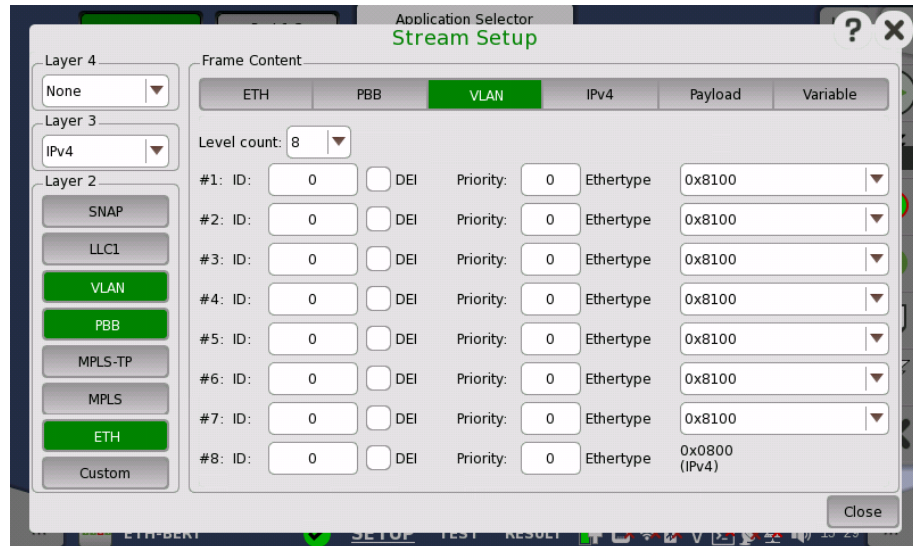 Application Selector
Stream Setup
?
Layer 4
None
Layer 3
IPv4
Layer 2
SNAP
LLC1
VLAN
PBB
MPLS-TP
MPLS
ETH
Custom
Frame Content
ETH PBB VLAN IPv4 Payload Variable
Level count: 8
#1: ID: 0 DEI Priority: 0 Ethertype 0x8100
#2: ID: 0 DEI Priority: 0 Ethertype 0x8100
#3: ID: 0 DEI Priority: 0 Ethertype 0x8100
#4: ID: 0 DEI Priority: 0 Ethertype 0x8100
#5: ID: 0 DEI Priority: 0 Ethertype 0x8100
#6: ID: 0 DEI Priority: 0 Ethertype 0x8100
#7: ID: 0 DEI Priority: 0 Ethertype 0x8100
#8: ID: 0 DEI Priority: 0 Ethertype 0x0800
(IPv4)
Close
ETH-BERT SETUP TEST RESULT